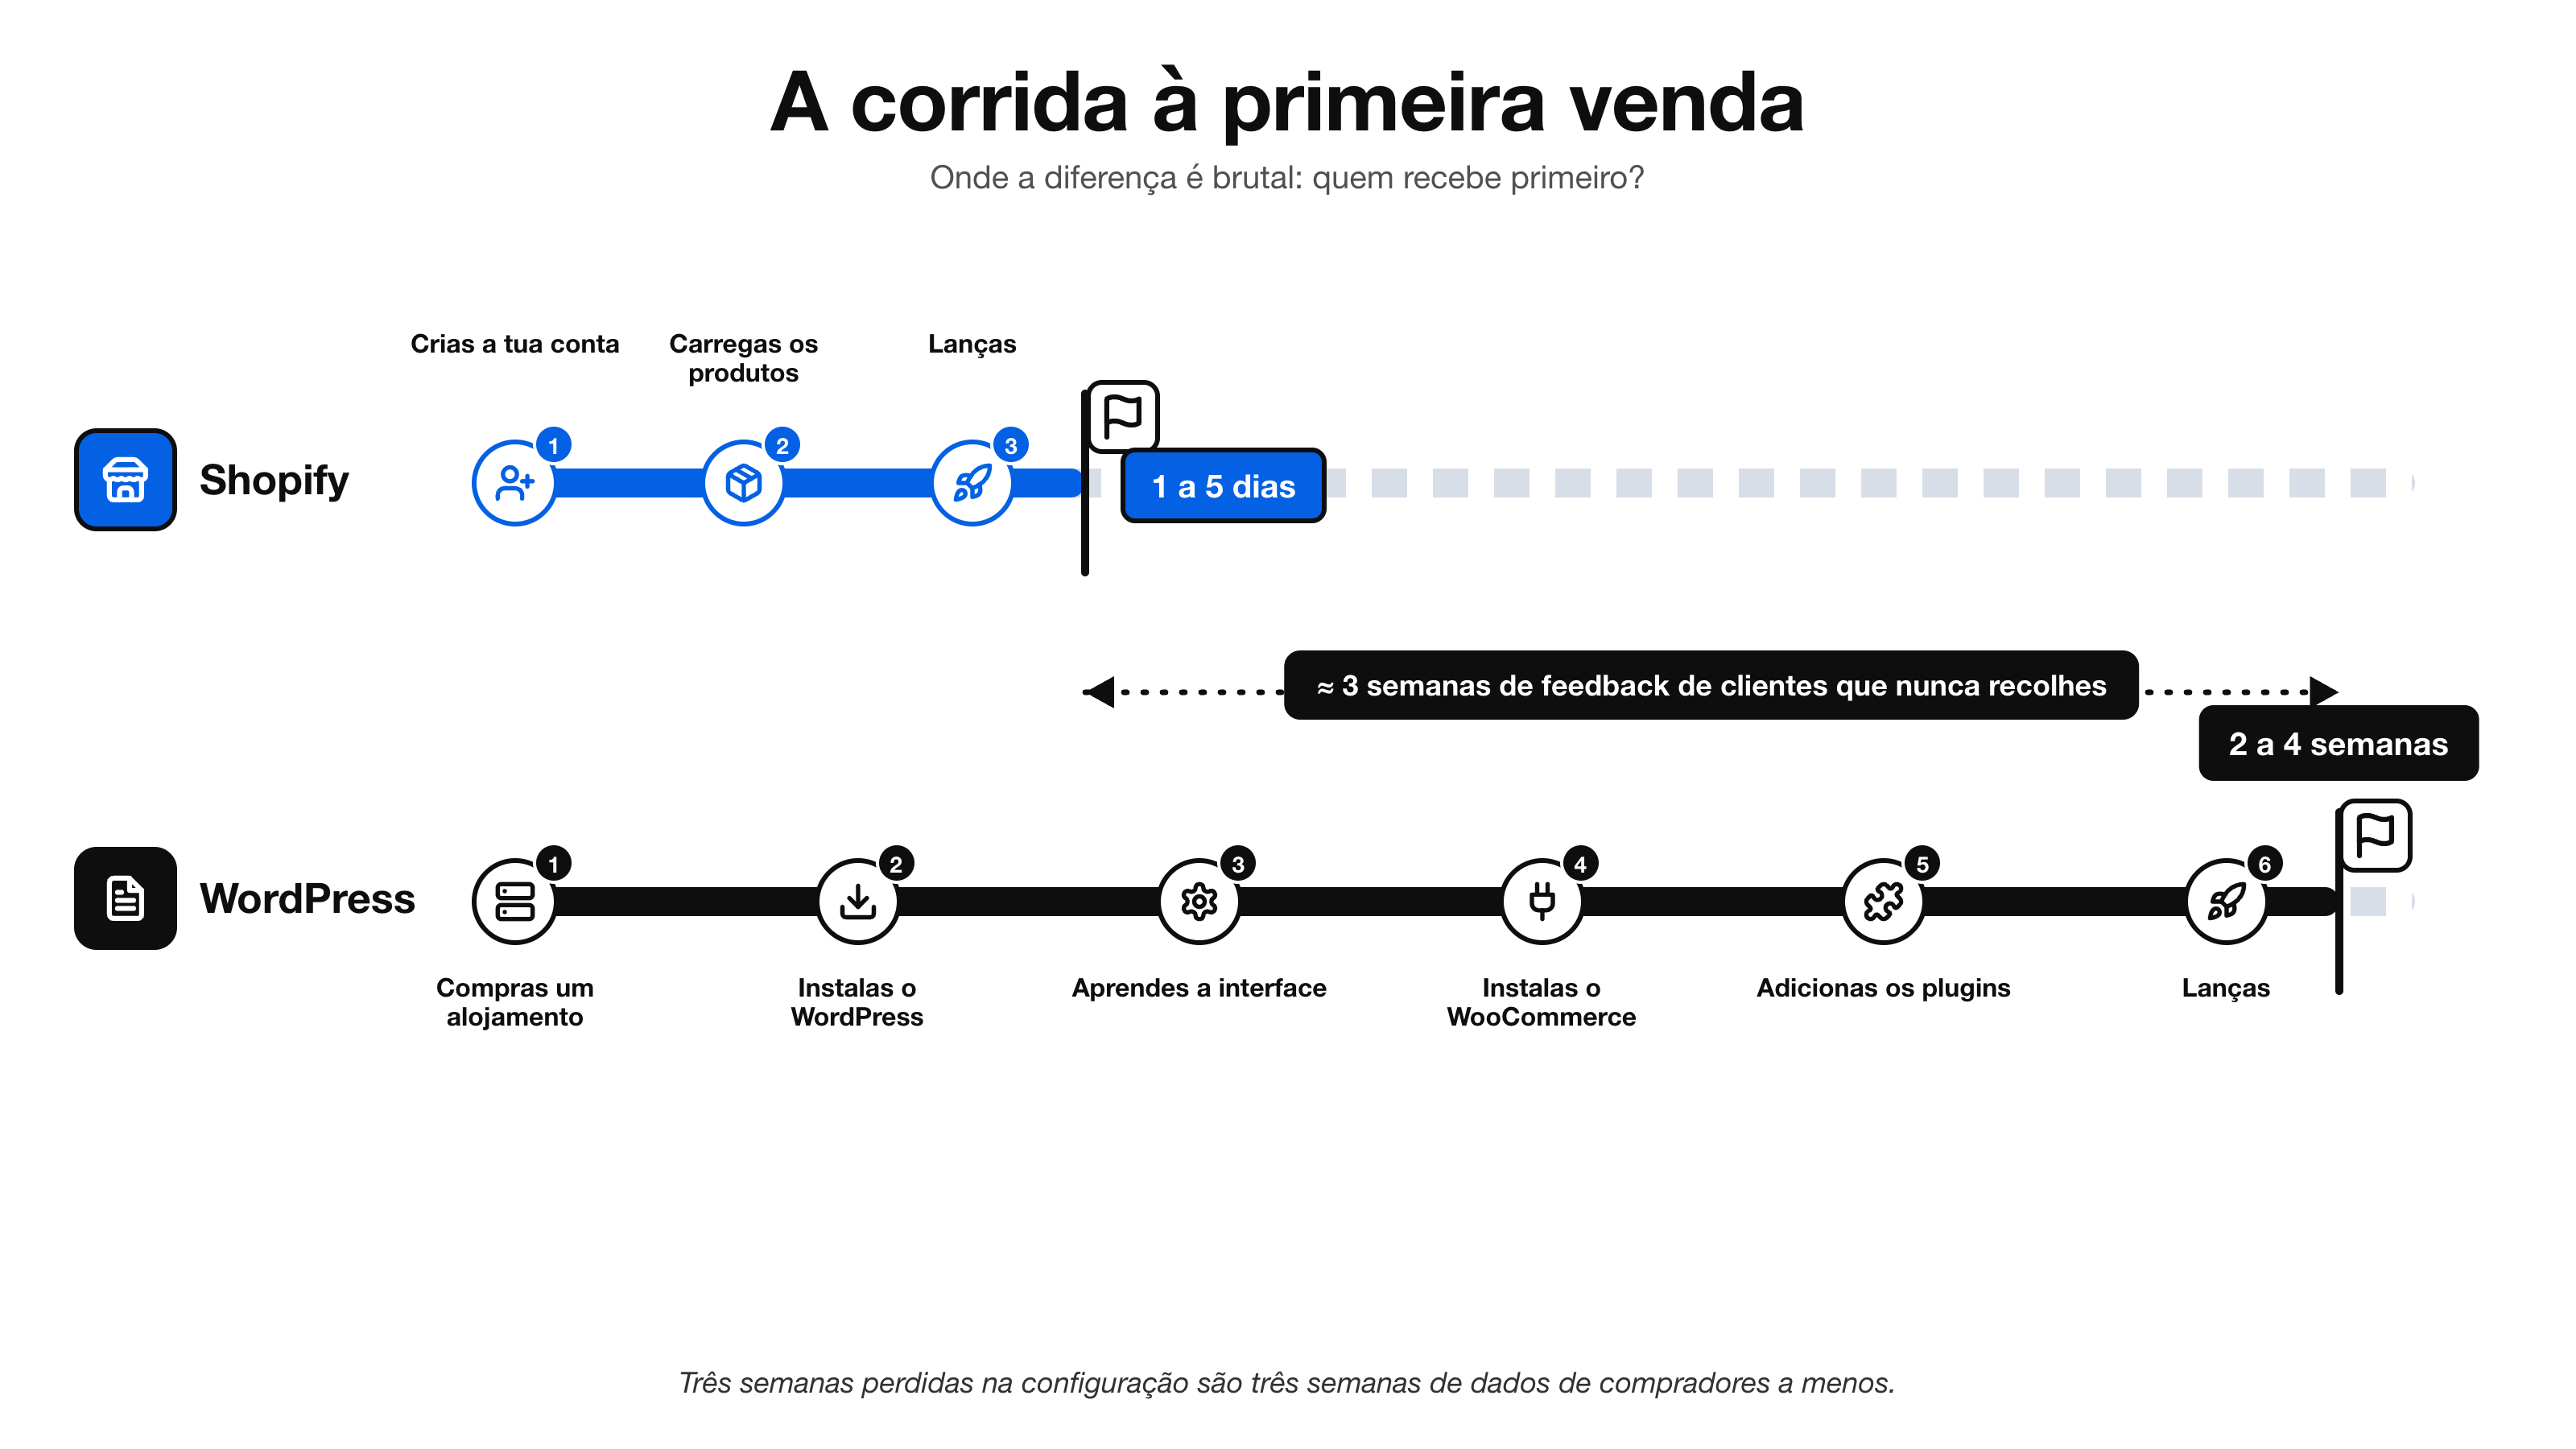 A corrida à primeira venda
Onde a diferença é brutal: quem recebe primeiro?
Crias a tua conta
Carregas os
produtos
Lanças
Shopify
1
2
3
1 a 5 dias
≈ 3 semanas de feedback de clientes que nunca recolhes
2 a 4 semanas
WordPress
1
2
3
4
5
6
Compras um
alojamento
Instalas o
WordPress
Aprendes a interface
Instalas o
WooCommerce
Adicionas os plugins
Lanças
Três semanas perdidas na configuração são três semanas de dados de compradores a menos.